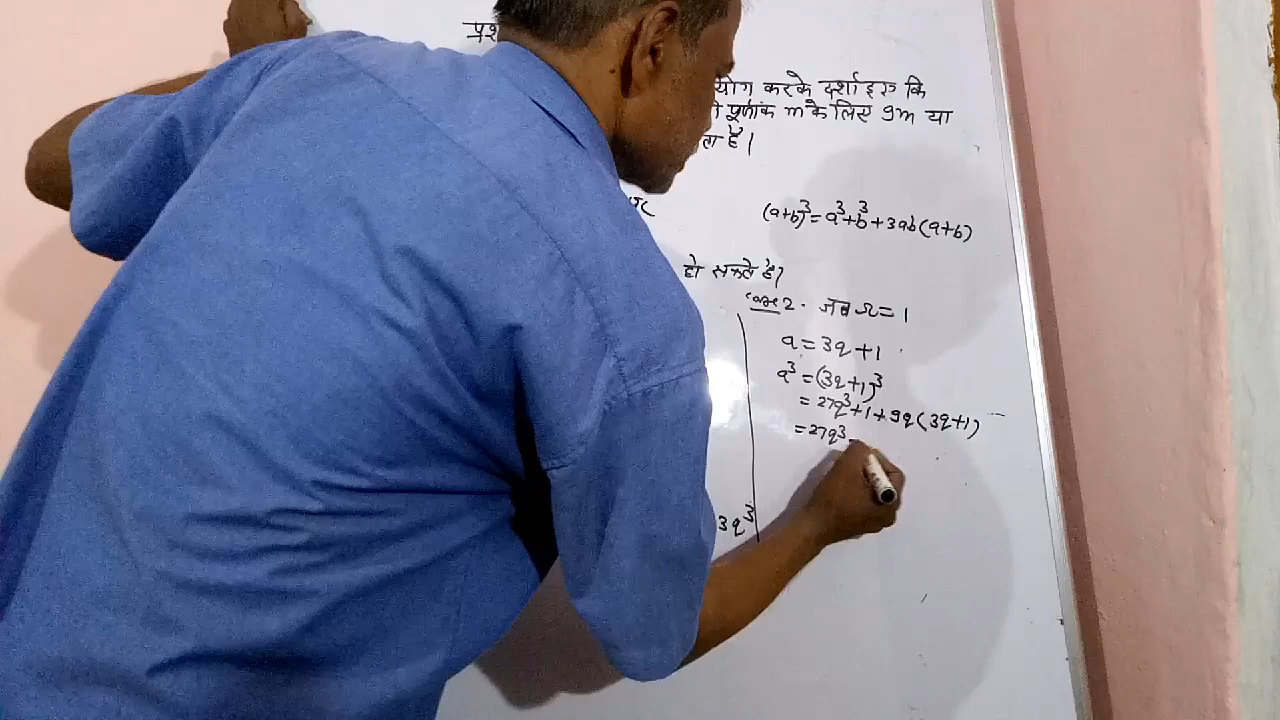 प्रश
योग करके दर्शाइए कि
पूर्णांक m के लिए 9m या
ता है।
(a+b)³ = a³+b³+3ab(a+b)
हो सकते है।
Case 2. जब r = 1
a = 3q+1
a³ = (3q+1)³
= 27q³+1+9q(3q+1)
= 27q³
3q³